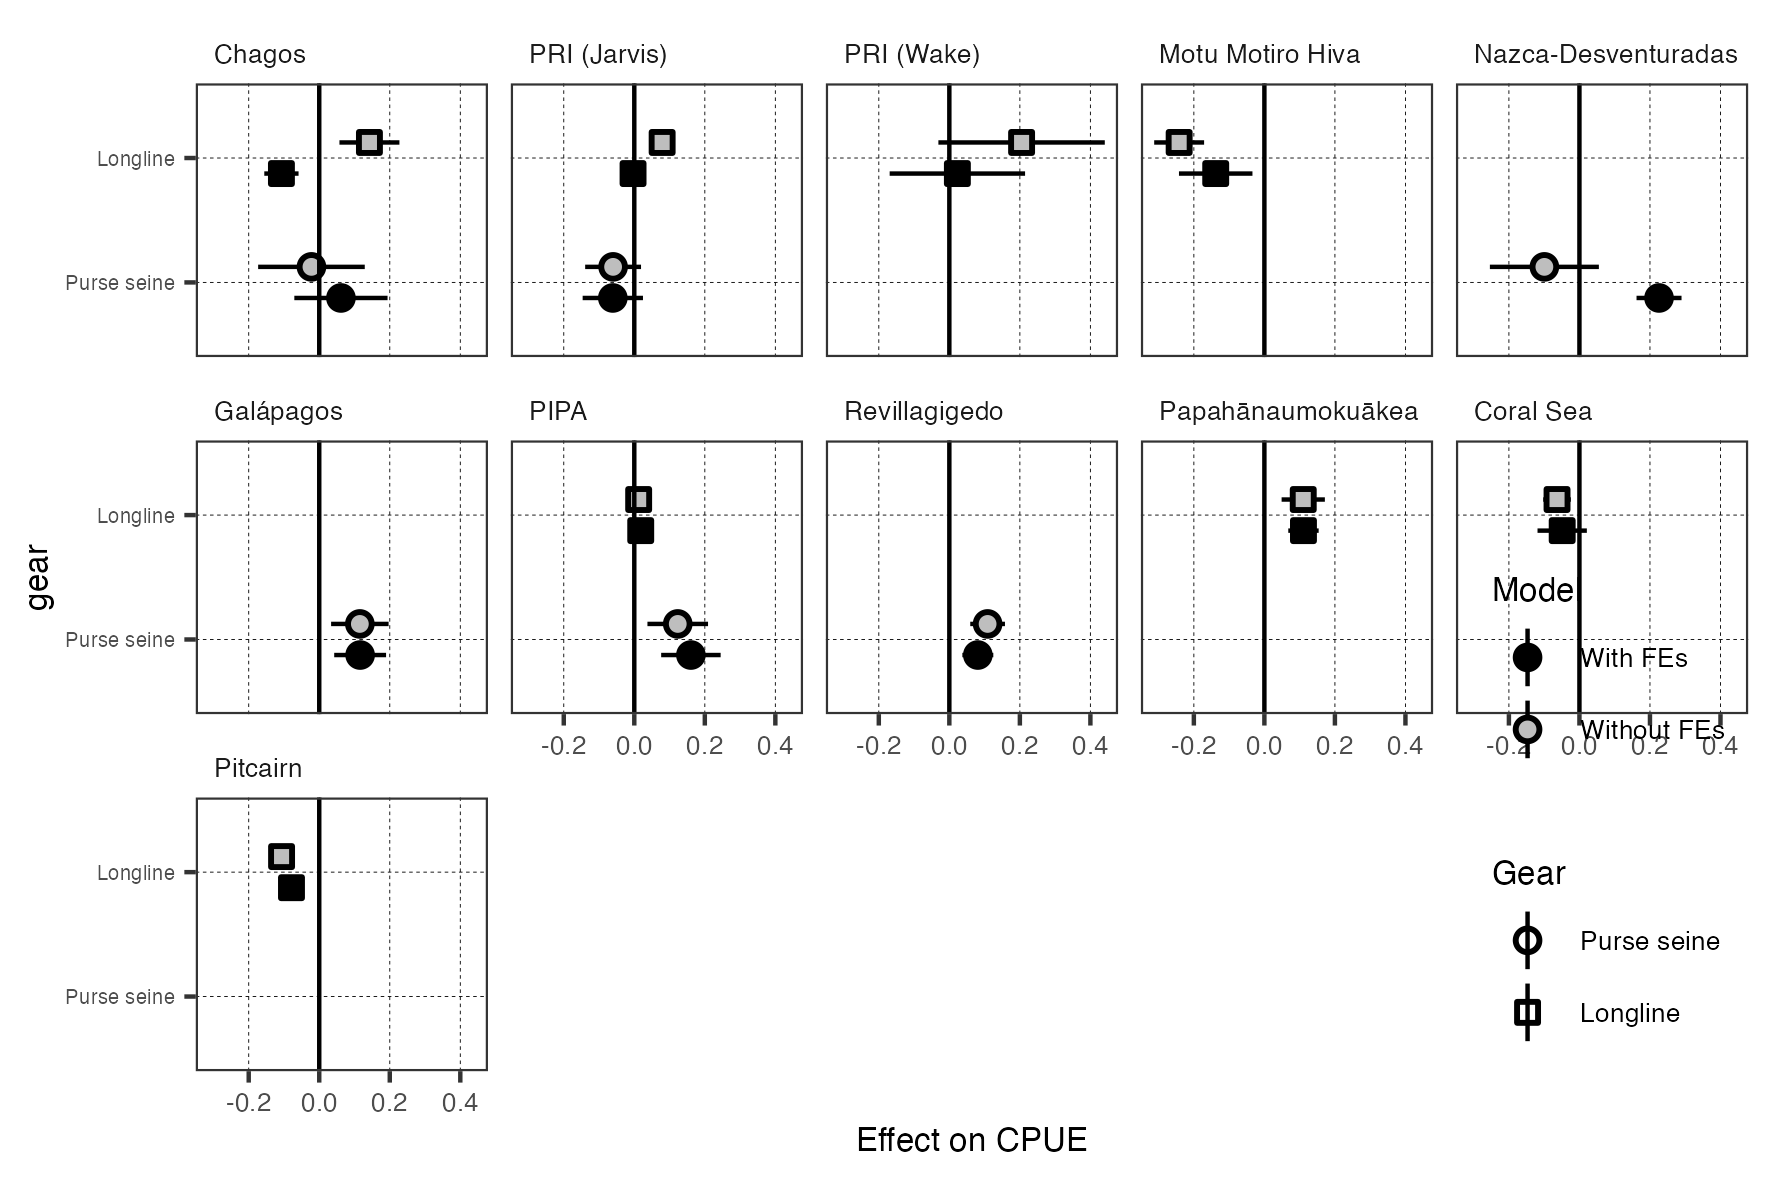 Chagos PRI (Jarvis) PRI (Wake) Motu Motiro Hiva Nazca-Desventuradas
Longline
Purse seine
Galápagos PIPA Revillagigedo Papahānaumokuākea Coral Sea
Longline
Purse seine
-0.2 0.0 0.2 0.4 -0.2 0.0 0.2 0.4 -0.2 0.0 0.2 0.4 -0.2 0.0 0.2 0.4
Pitcairn
Longline
Purse seine
-0.2 0.0 0.2 0.4
gear
Effect on CPUE
Mode
With FEs
Without FEs
Gear
Purse seine
Longline